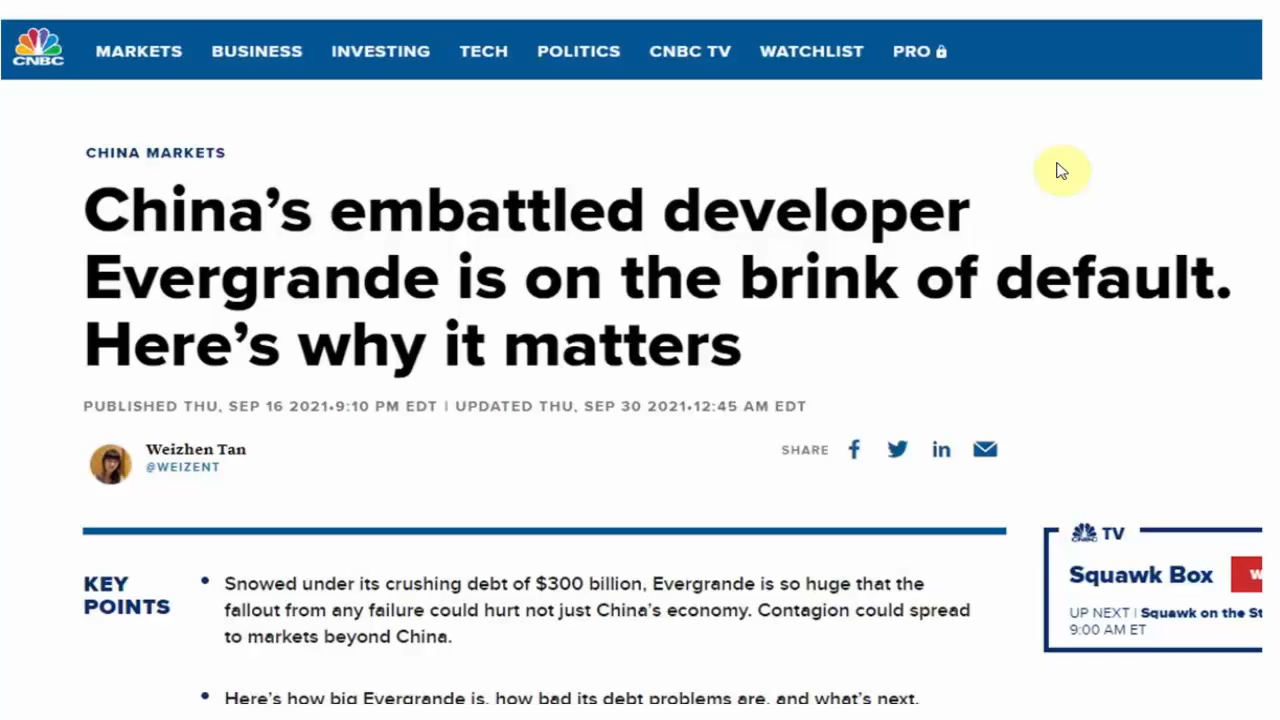 CNBC MARKETS BUSINESS INVESTING TECH POLITICS CNBC TV WATCHLIST PRO
CHINA MARKETS
China’s embattled developer
Evergrande is on the brink of default.
Here’s why it matters
PUBLISHED THU, SEP 16 2021•9:10 PM EDT | UPDATED THU, SEP 30 2021•12:45 AM EDT
Weizhen Tan
@WEIZENT
SHARE
KEY
POINTS
• Snowed under its crushing debt of $300 billion, Evergrande is so huge that the
fallout from any failure could hurt not just China’s economy. Contagion could spread
to markets beyond China.
• Here’s how big Evergrande is, how bad its debt problems are, and what’s next.
TV
Squawk Box
UP NEXT | Squawk on the St
9:00 AM ET